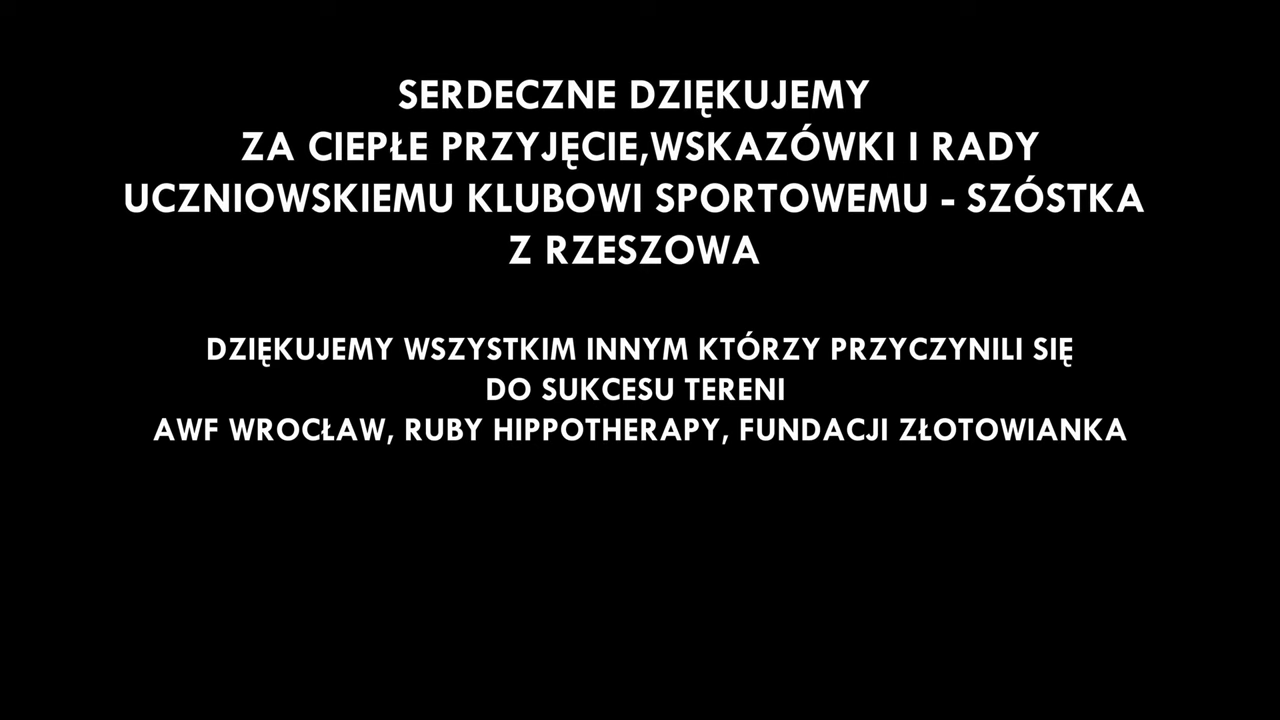 SERDECZNE DZIĘKUJEMY
ZA CIEPŁE PRZYJĘCIE,WSKAZÓWKI I RADY
UCZNIOWSKIEMU KLUBOWI SPORTOWEMU - SZÓSTKA
Z RZESZOWA
DZIĘKUJEMY WSZYSTKIM INNYM KTÓRZY PRZYCZYNILI SIĘ
DO SUKCESU TERENI
AWF WROCŁAW, RUBY HIPPOTHERAPY, FUNDACJI ZŁOTOWIANKA